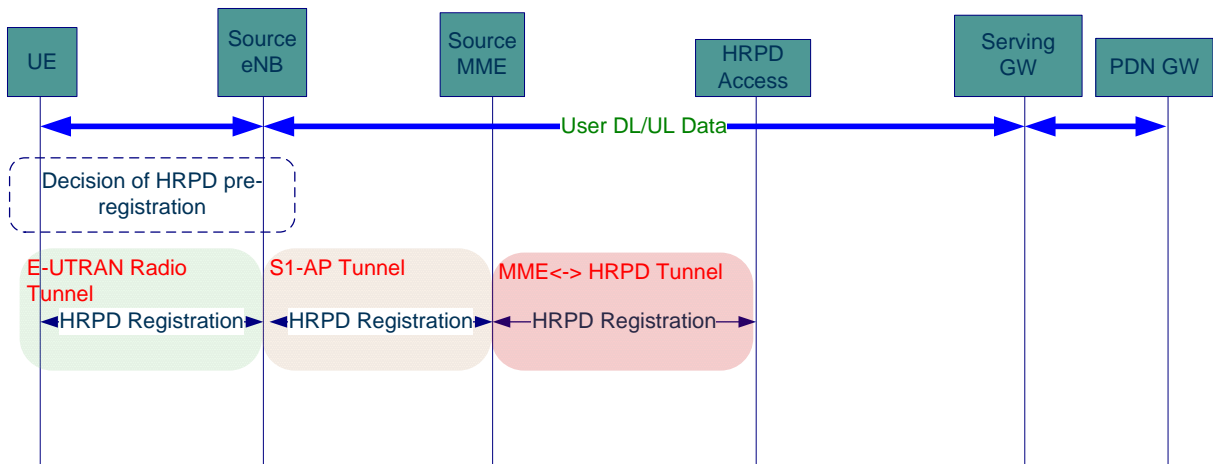 UE
Source
eNB
Source
MME
HRPD
Access
Serving
GW
PDN GW
User DL/UL Data
Decision of HRPD pre-
registration
E-UTRAN Radio
Tunnel
S1-AP Tunnel
MME<-> HRPD Tunnel
HRPD Registration
HRPD Registration
HRPD Registration